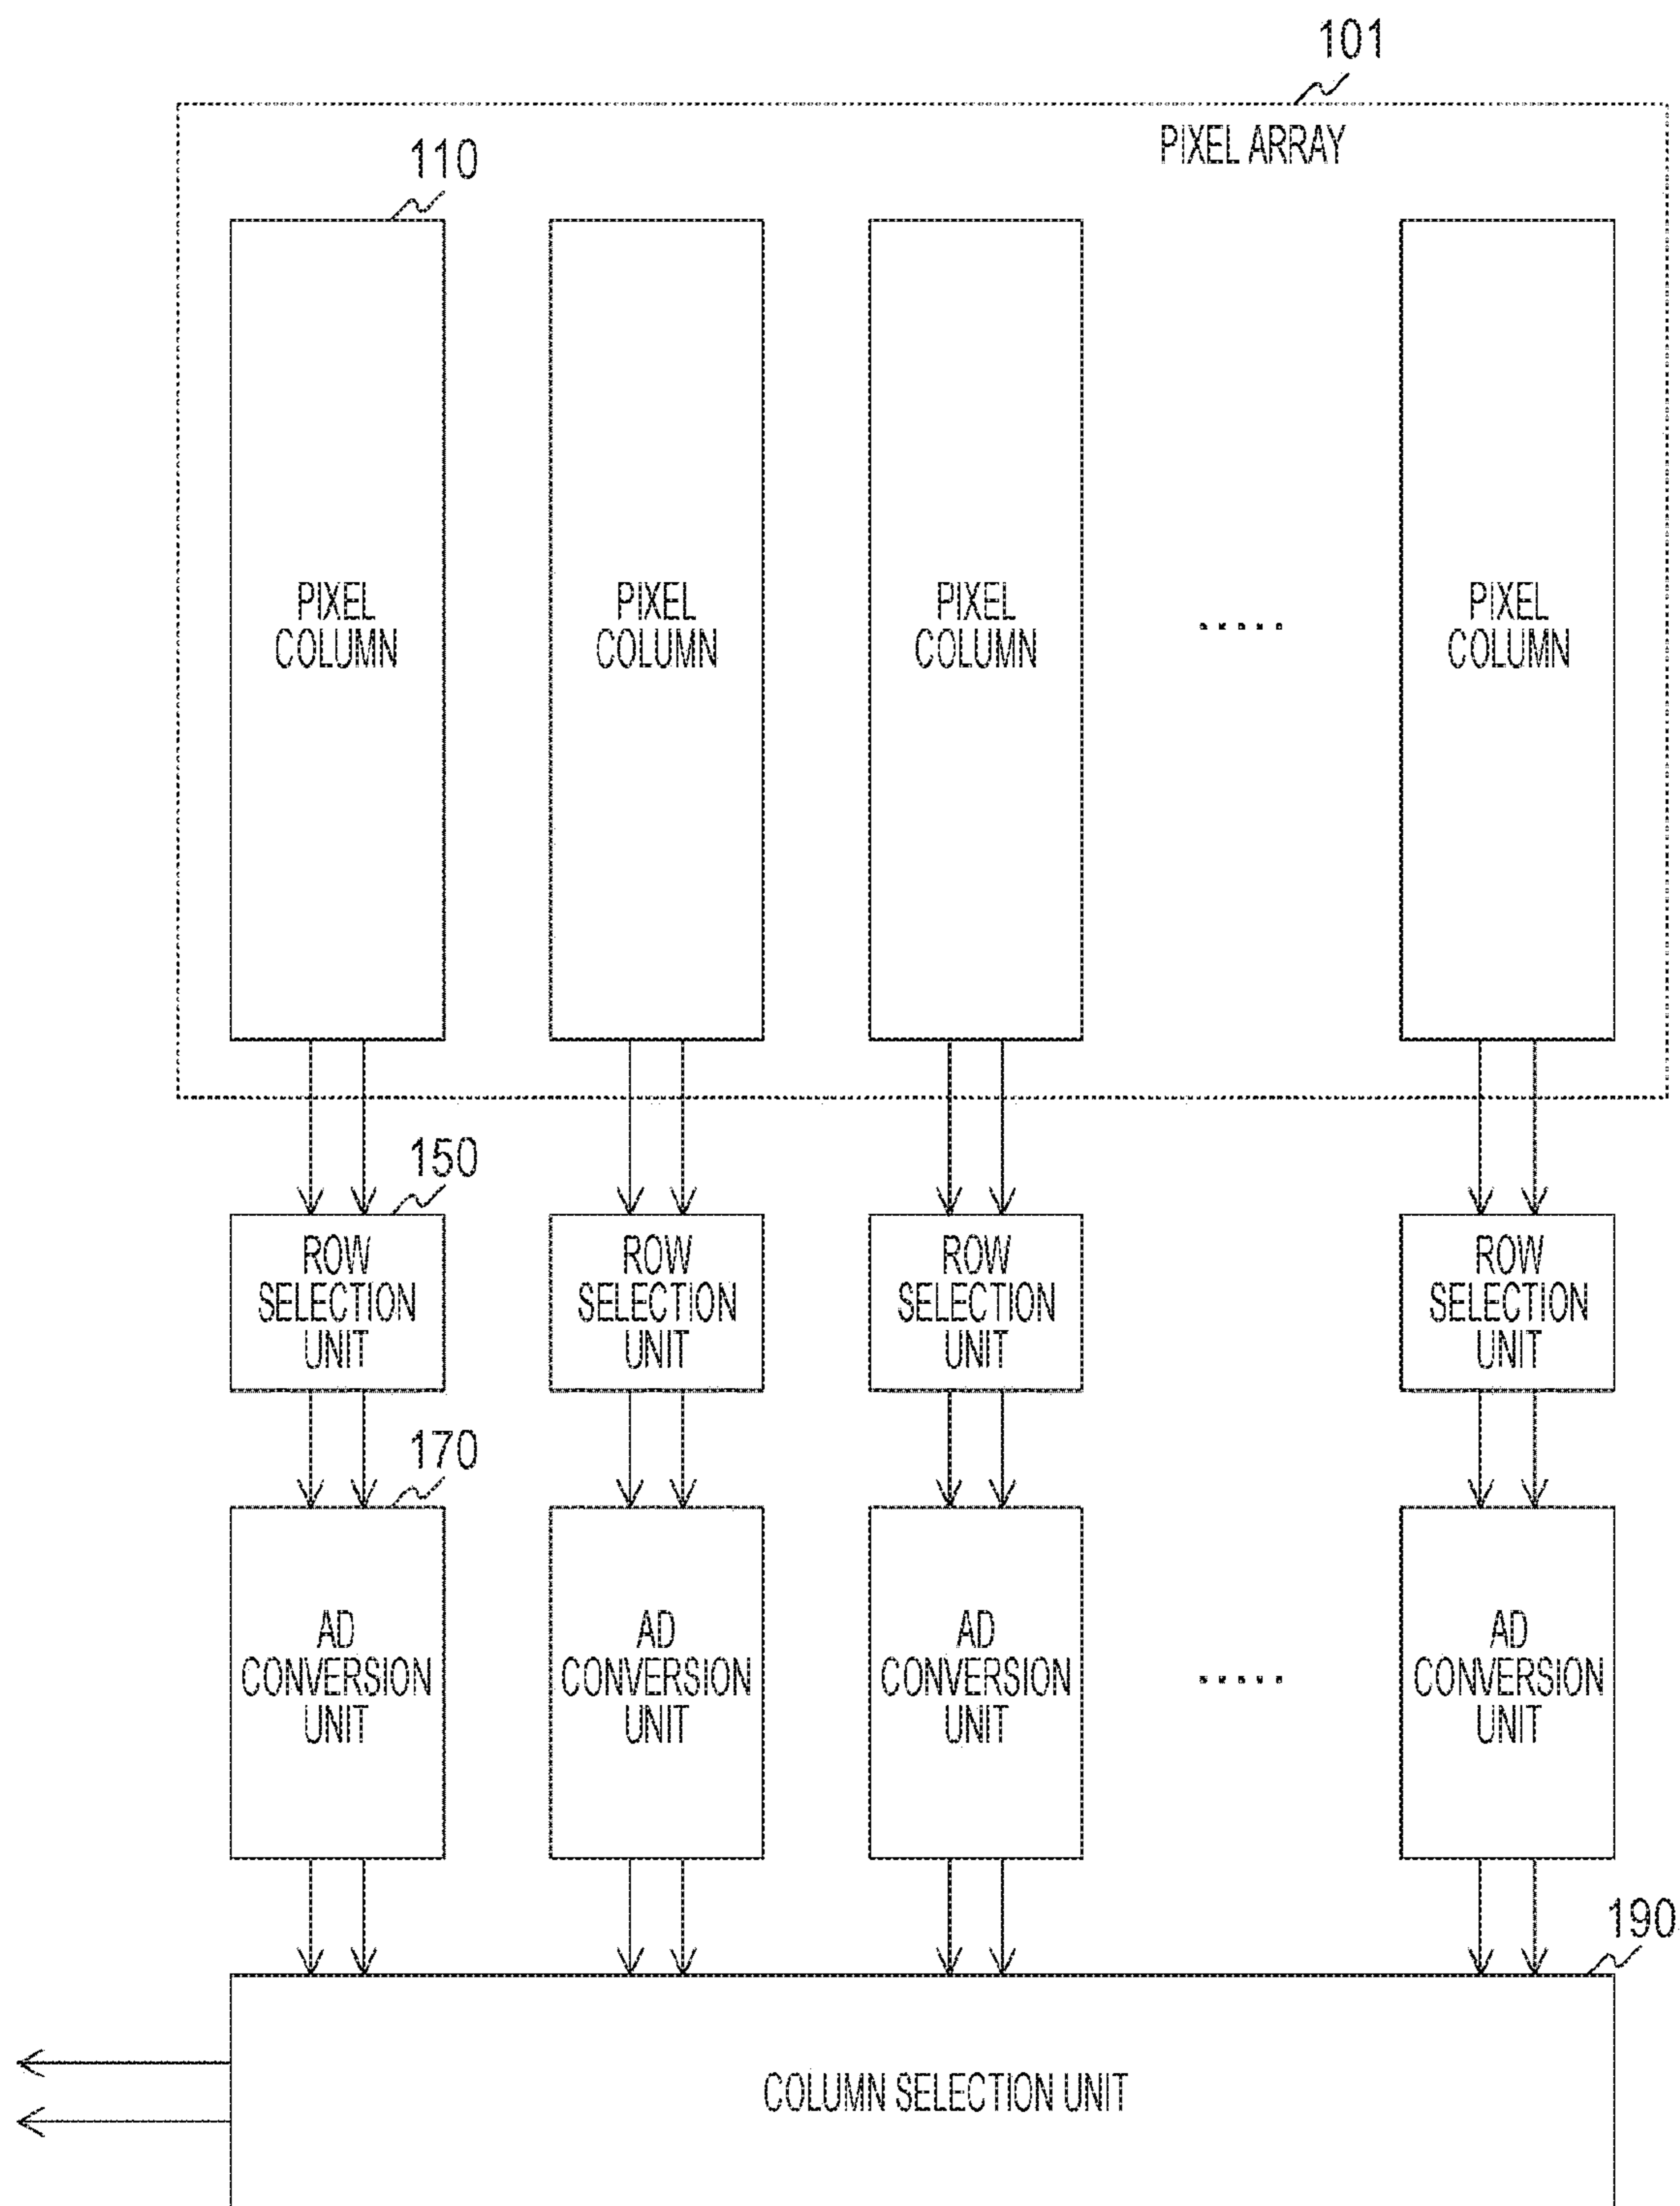 101
PIXEL ARRAY
110
PIXEL
COLUMN
PIXEL
COLUMN
PIXEL
COLUMN
.....
PIXEL
COLUMN
150
ROW
SELECTION
UNIT
ROW
SELECTION
UNIT
ROW
SELECTION
UNIT
ROW
SELECTION
UNIT
170
AD
CONVERSION
UNIT
AD
CONVERSION
UNIT
AD
CONVERSION
UNIT
.....
AD
CONVERSION
UNIT
190
COLUMN SELECTION UNIT